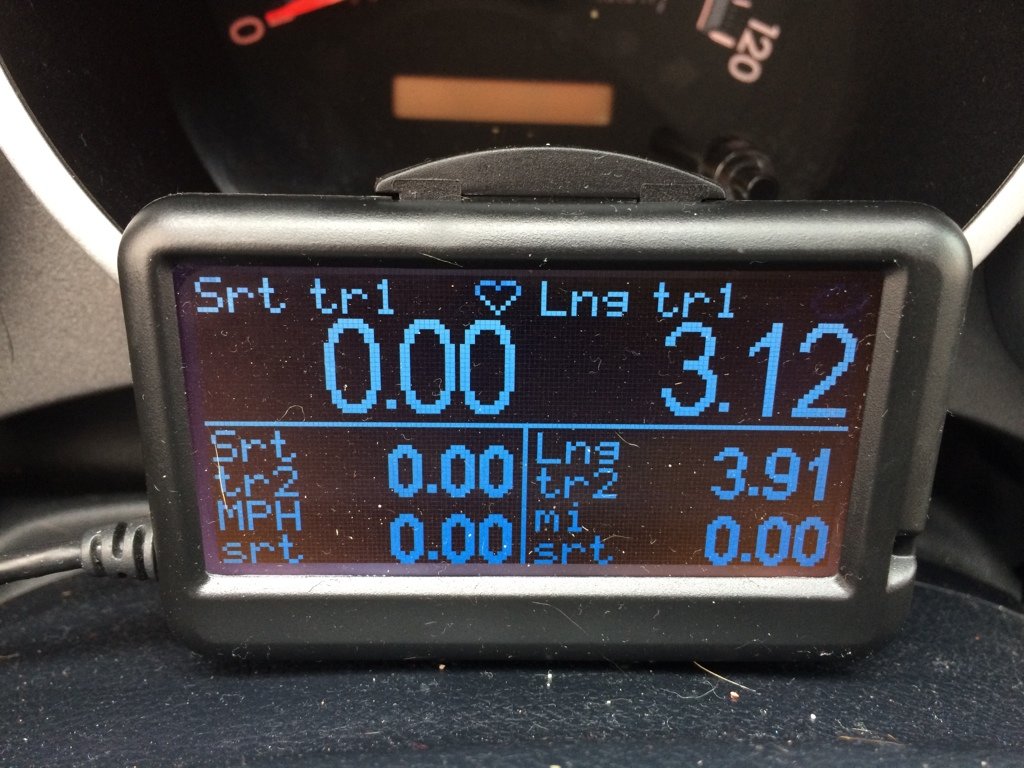 0
120
Srt tr1 ♡ Lng tr1
0.00 3.12
Srt tr2 0.00
Lng tr2 3.91
MPH srt 0.00
mi srt 0.00